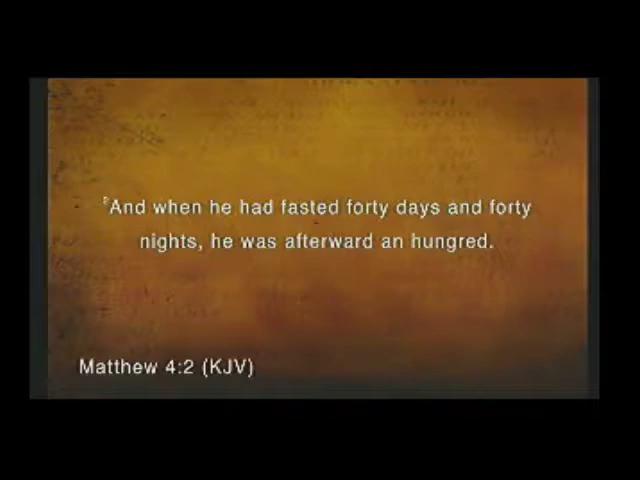 ²And when he had fasted forty days and forty
nights, he was afterward an hungred.
Matthew 4:2 (KJV)